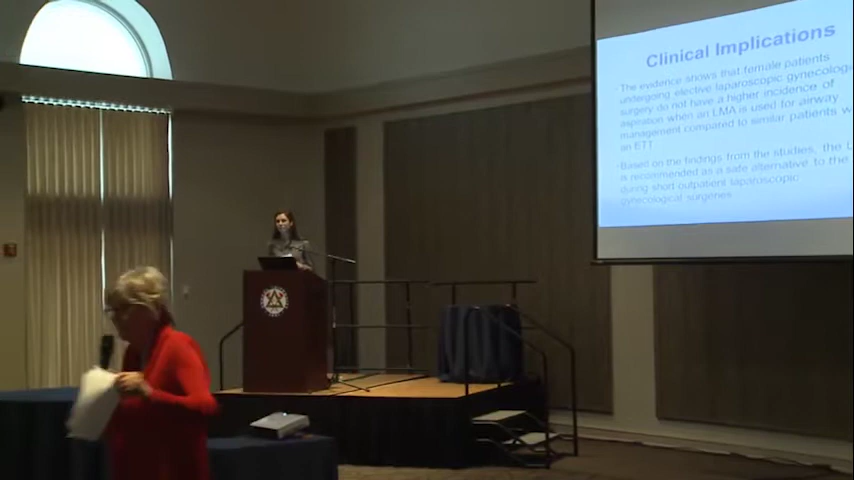 Clinical Implications
The evidence shows that female patients
undergoing elective laparoscopic gynecologi
surgery do not have a higher incidence of
aspiration when an LMA is used for airway
management compared to similar patients w
an ETT
Based on the findings from the studies, the L
is recommended as a safe alternative to the
during short outpatient laparoscopic
gynecological surgeries